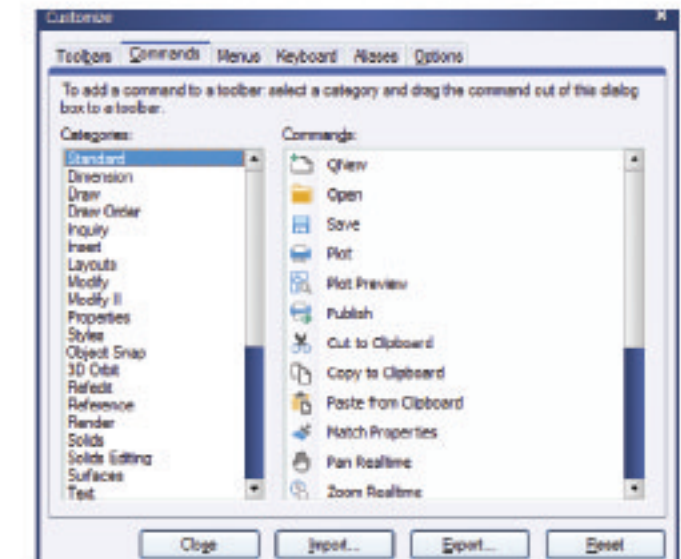 Customize
Toolbars Commands Menus Keyboard Aliases Options
To add a command to a toolbar: select a category and drag the command out of this dialog
box to a toolbar.
Categories:
Standard
Dimension
Draw
Draw Order
Inquiry
Insert
Layouts
Modify
Modify II
Properties
Styles
Object Snap
3D Orbit
Refedit
Reference
Render
Solids
Solids Editing
Surfaces
Text
Commands:
QNew
Open
Save
Plot
Plot Preview
Publish
Cut to Clipboard
Copy to Clipboard
Paste from Clipboard
Match Properties
Pan Realtime
Zoom Realtime
Close Import... Export... Reset